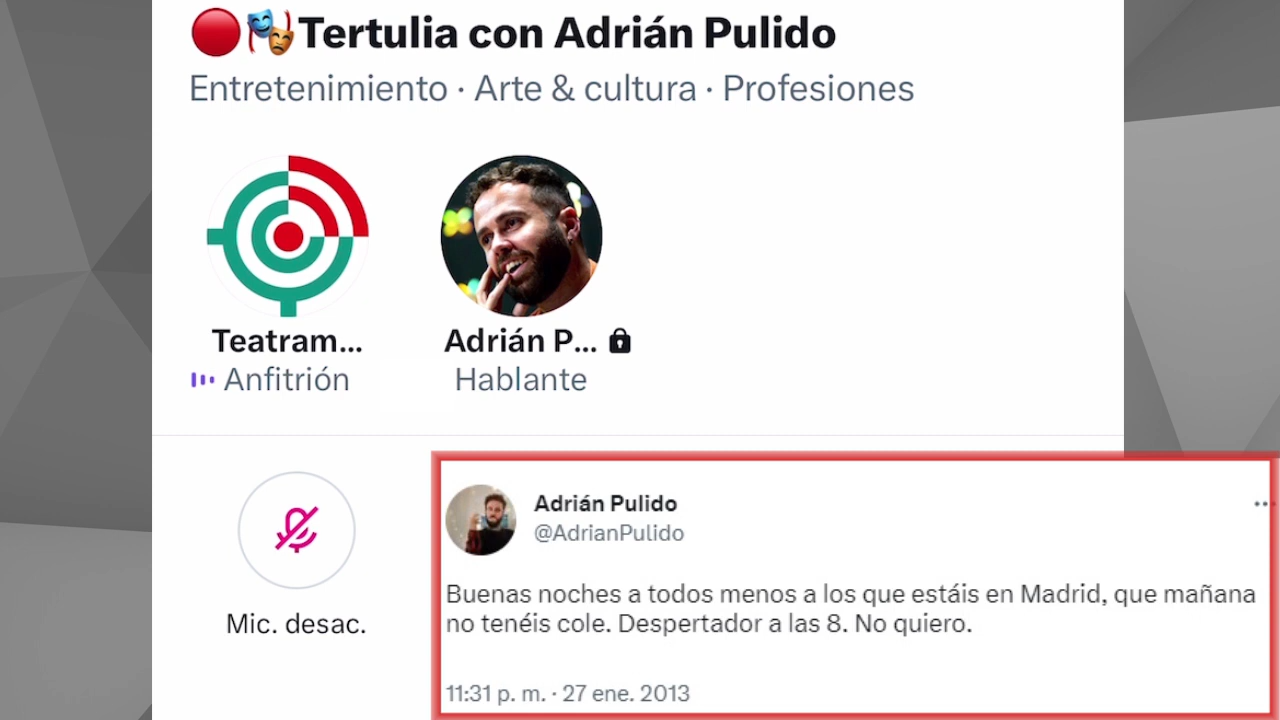 🔴🎭Tertulia con Adrián Pulido
Entretenimiento · Arte & cultura · Profesiones
Teatram...
Adrián P...
Anfitrión
Hablante
Mic. desac.
Adrián Pulido
@AdrianPulido
Buenas noches a todos menos a los que estáis en Madrid, que mañana
no tenéis cole. Despertador a las 8. No quiero.
11:31 p. m. · 27 ene. 2013